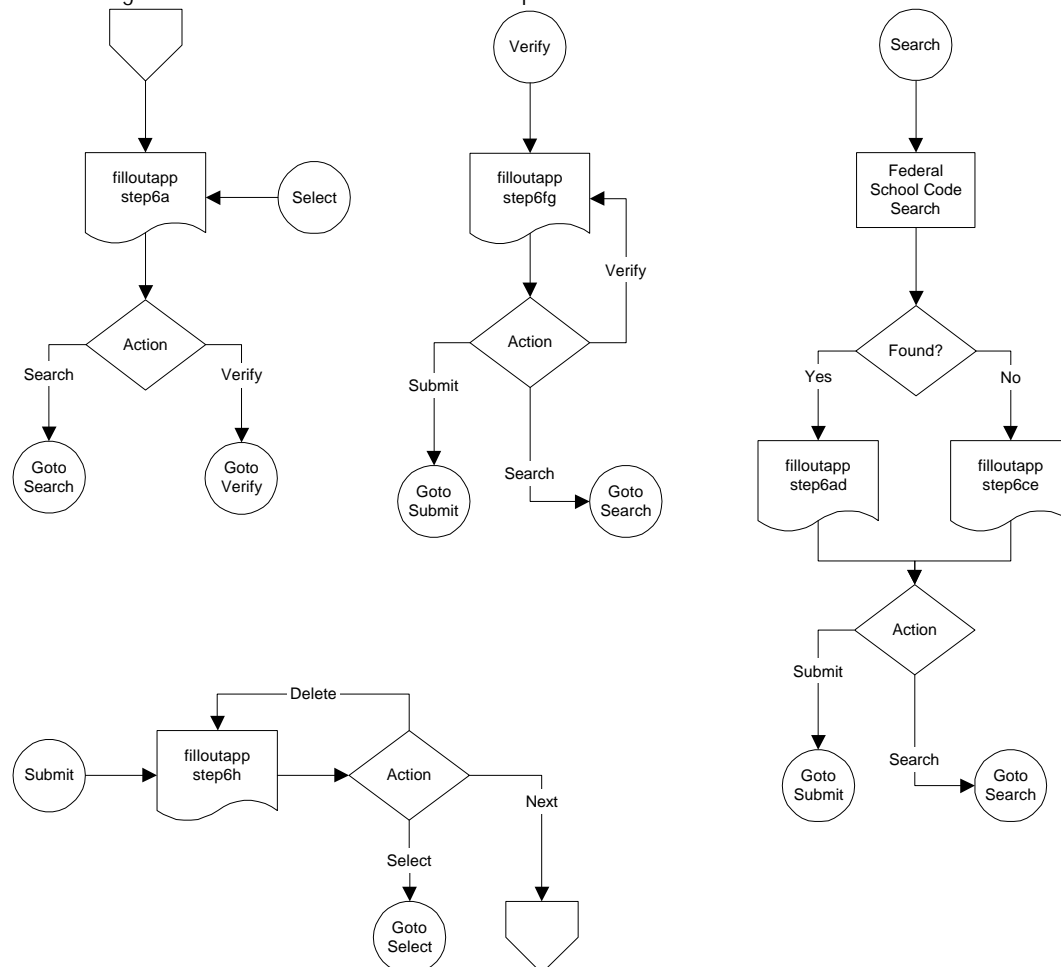 Verify
Search
filloutapp
step6a
Select
filloutapp
step6fg
Verify
Federal
School Code
Search
Action
Search
Verify
Goto
Search
Goto
Verify
Action
Submit
Search
Goto
Submit
Goto
Search
Found?
Yes
No
filloutapp
step6ad
filloutapp
step6ce
Action
Submit
Search
Goto
Submit
Goto
Search
Submit
filloutapp
step6h
Delete
Action
Next
Select
Goto
Select